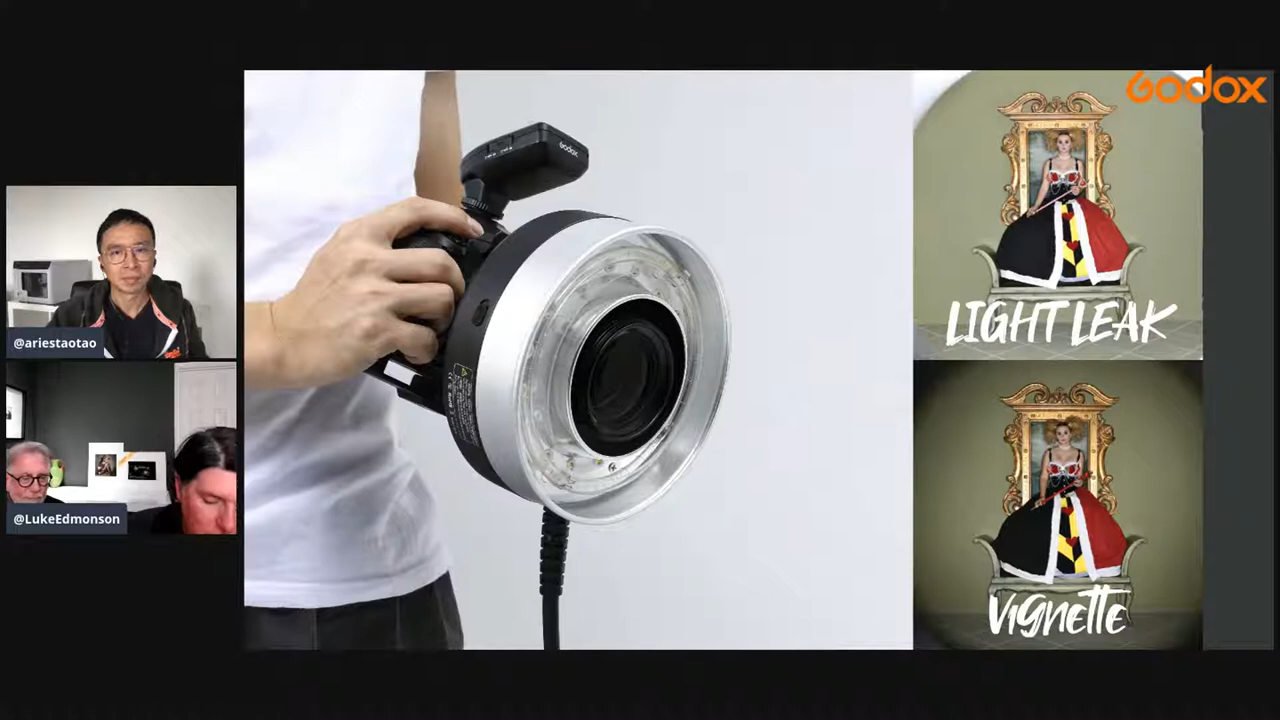 Godox
Godox
LIGHT LEAK
@ariestaotao
@LukeEdmonson
Vignette